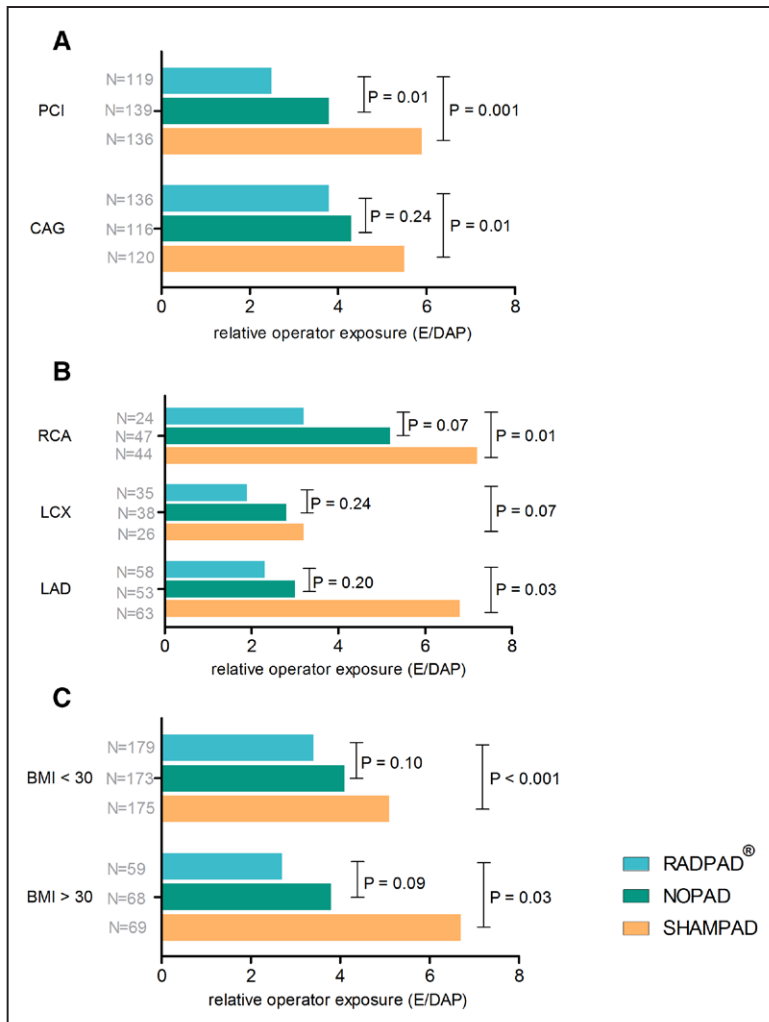 A
N=119
PCI
N=139
N=136
P = 0.01
P = 0.001
N=136
CAG
N=116
N=120
P = 0.24
P = 0.01
0 2 4 6 8
relative operator exposure (E/DAP)
B
N=24
RCA
N=47
N=44
P = 0.07
P = 0.01
N=35
LCX
N=38
N=26
P = 0.24
P = 0.07
N=58
LAD
N=53
N=63
P = 0.20
P = 0.03
0 2 4 6 8
relative operator exposure (E/DAP)
C
N=179
BMI < 30
N=173
N=175
P = 0.10
P < 0.001
N=59
BMI > 30
N=68
N=69
P = 0.09
P = 0.03
0 2 4 6 8
relative operator exposure (E/DAP)
RADPAD®
NOPAD
SHAMPAD